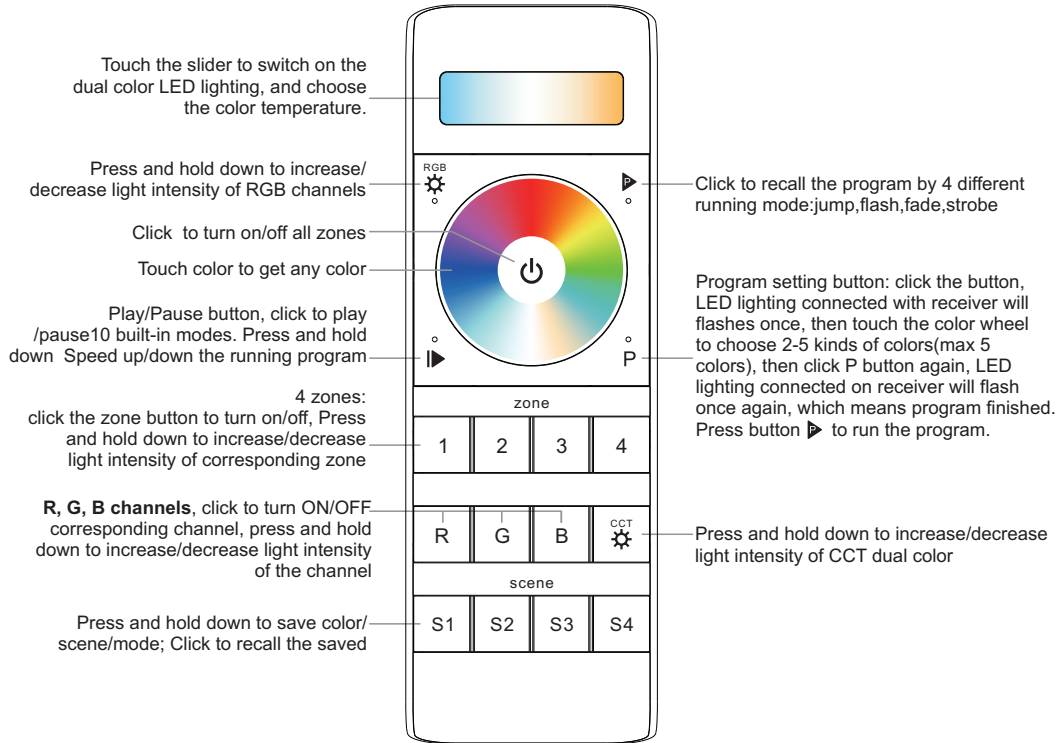 Touch the slider to switch on the
dual color LED lighting, and choose
the color temperature.
RGB
Press and hold down to increase/
decrease light intensity of RGB channels
P
Click to recall the program by 4 different
running mode:jump,flash,fade,strobe
Click to turn on/off all zones
Touch color to get any color
Play/Pause button, click to play
/pause10 built-in modes. Press and hold
down Speed up/down the running program
P
Program setting button: click the button,
LED lighting connected with receiver will
flashes once, then touch the color wheel
to choose 2-5 kinds of colors(max 5
colors), then click P button again, LED
lighting connected on receiver will flash
once again, which means program finished.
Press button P to run the program.
4 zones:
click the zone button to turn on/off, Press
and hold down to increase/decrease
light intensity of corresponding zone
zone
1 2 3 4
R, G, B channels, click to turn ON/OFF
corresponding channel, press and hold
down to increase/decrease light intensity
of the channel
R G B CCT
Press and hold down to increase/decrease
light intensity of CCT dual color
scene
Press and hold down to save color/
scene/mode; Click to recall the saved
S1 S2 S3 S4